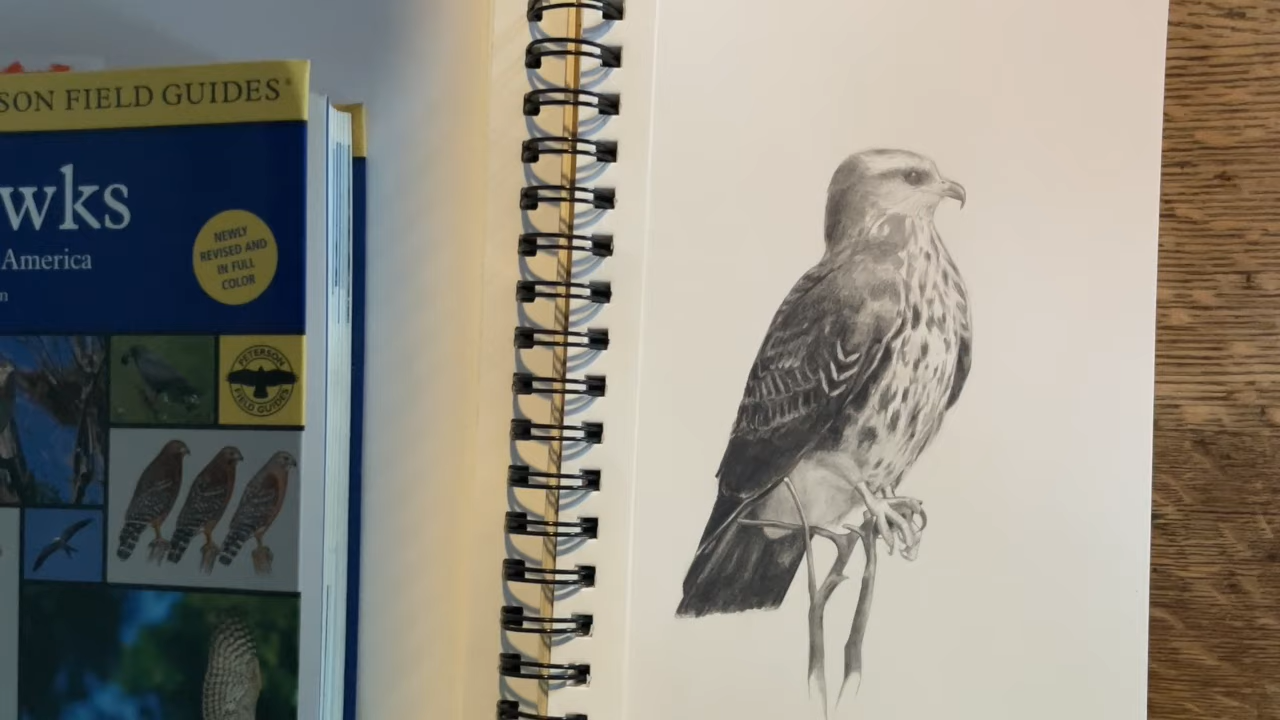 SON FIELD GUIDES®
wks
America
NEWLY
REVISED AND
IN FULL
COLOR
n
PETERSON
FIELD GUIDES